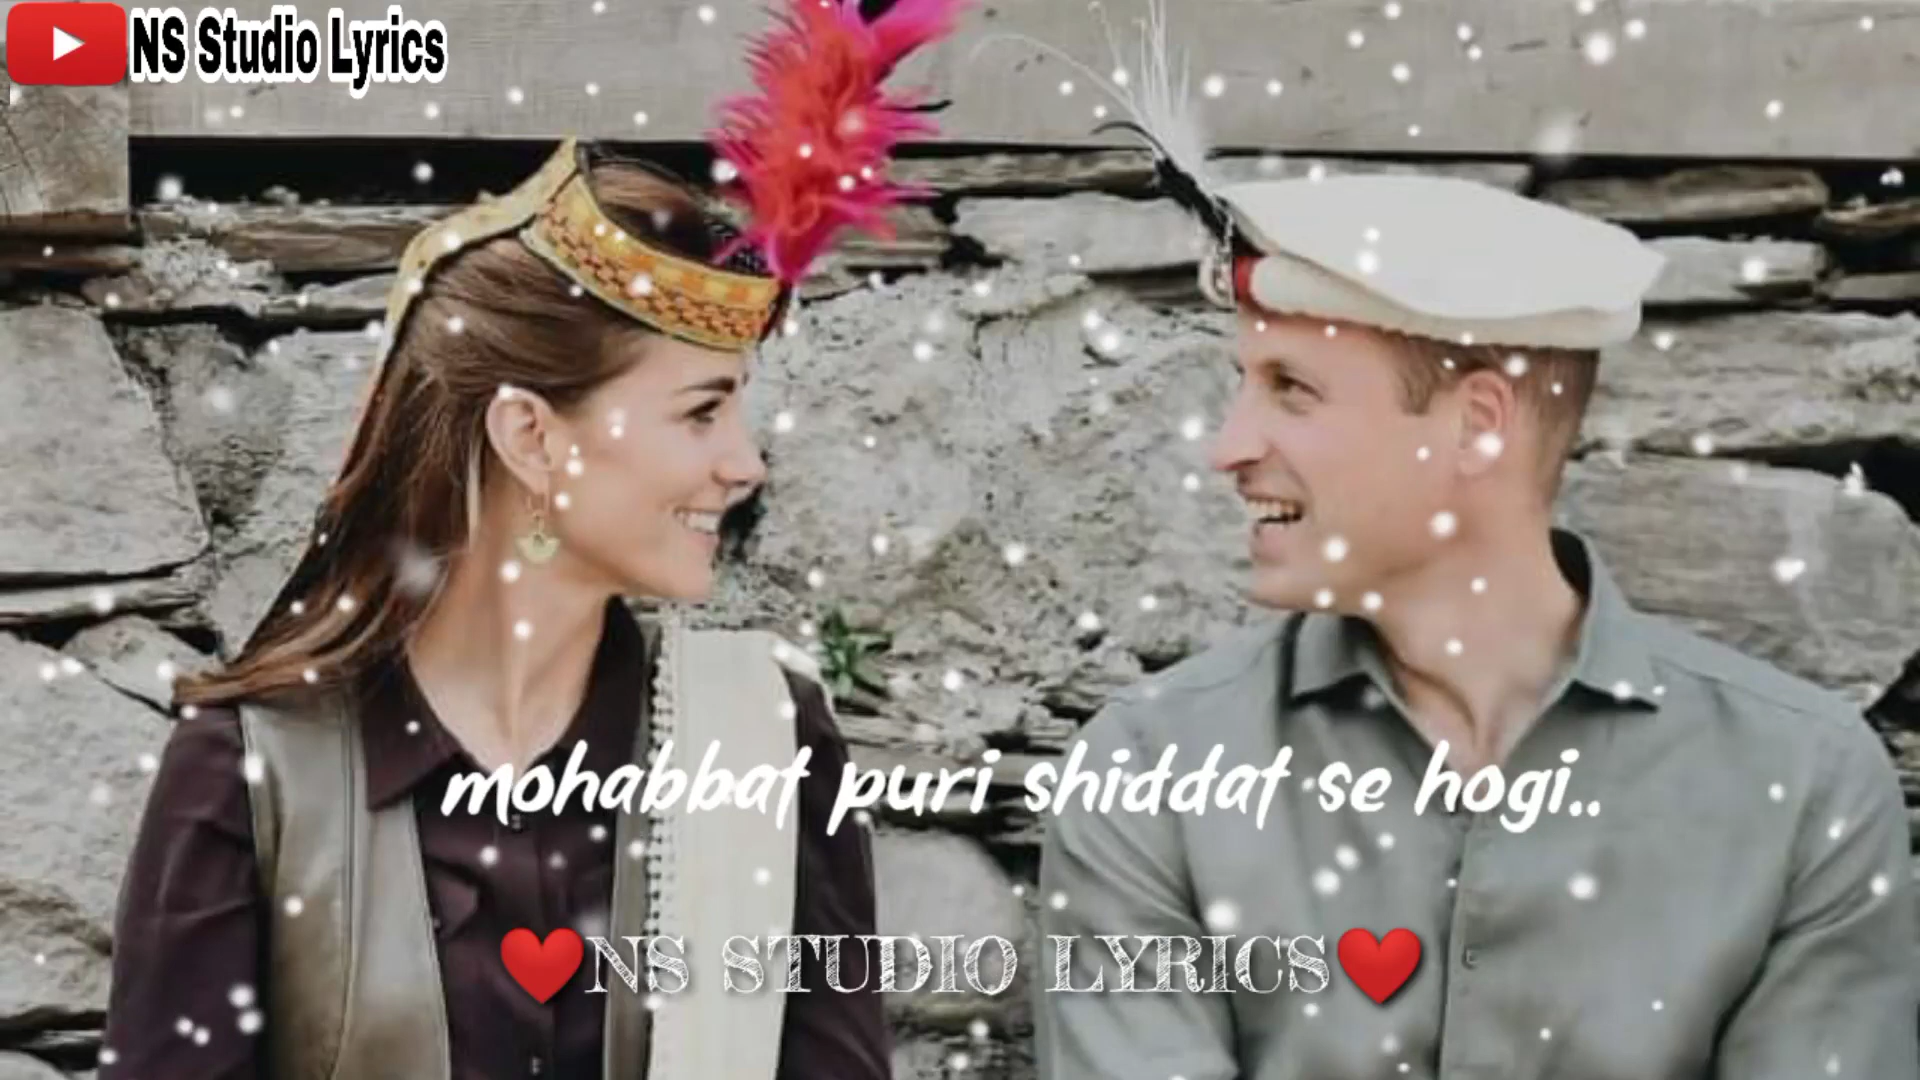 NS Studio Lyrics
mohabbat puri shiddat se hogi..
❤️NS STUDIO LYRICS❤️